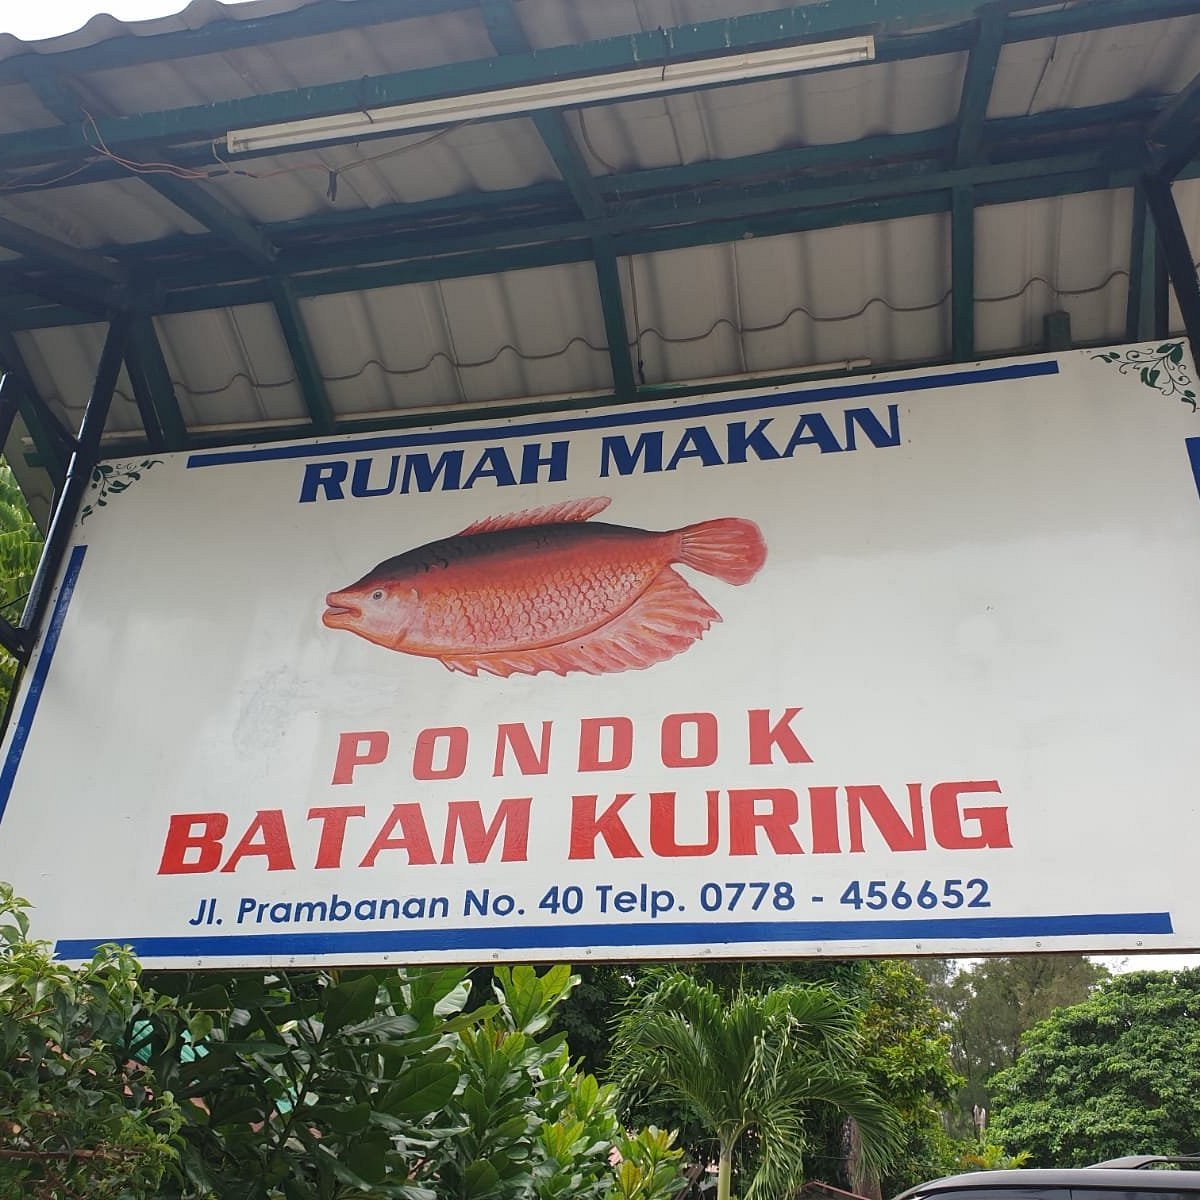 RUMAH MAKAN
PONDOK
BATAM KURING
Jl. Prambanan No. 40 Telp. 0778 - 456652